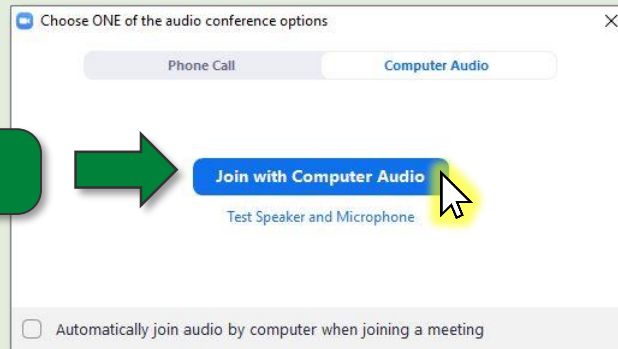 Choose ONE of the audio conference options
Phone Call Computer Audio
Join with Computer Audio
Test Speaker and Microphone
Automatically join audio by computer when joining a meeting